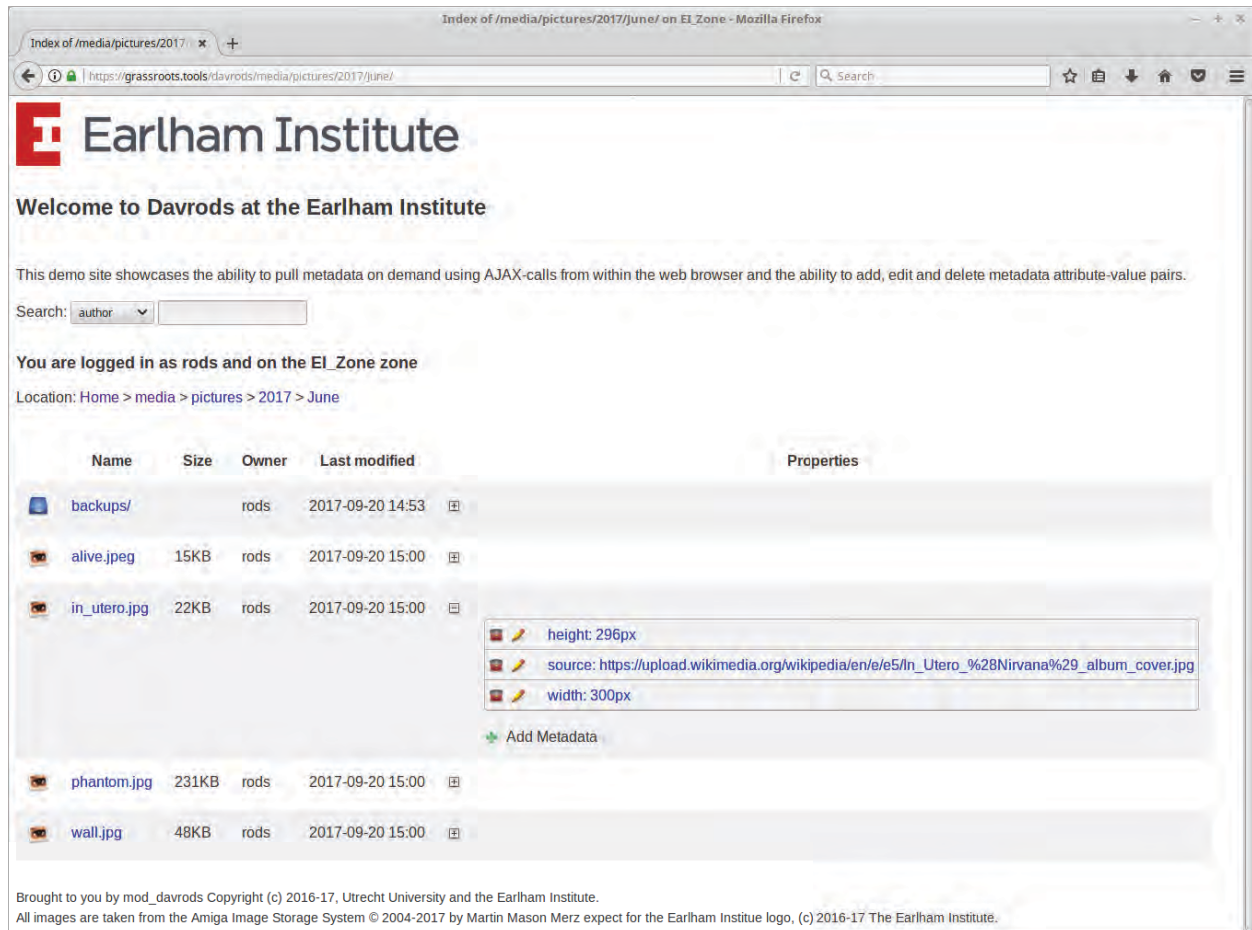 Index of /media/pictures/2017/June/ on EI_Zone - Mozilla Firefox
Index of /media/pictures/2017
https://grassroots.tools/davrods/media/pictures/2017/June/
Search
Earlham Institute
Welcome to Davrods at the Earlham Institute
This demo site showcases the ability to pull metadata on demand using AJAX-calls from within the web browser and the ability to add, edit and delete metadata attribute-value pairs.
Search: author
You are logged in as rods and on the EI_Zone zone
Location: Home > media > pictures > 2017 > June
Name Size Owner Last modified Properties
backups/ rods 2017-09-20 14:53
alive.jpeg 15KB rods 2017-09-20 15:00
in_utero.jpg 22KB rods 2017-09-20 15:00
height: 296px
source: https://upload.wikimedia.org/wikipedia/en/e/e5/In_Utero_%28Nirvana%29_album_cover.jpg
width: 300px
Add Metadata
phantom.jpg 231KB rods 2017-09-20 15:00
wall.jpg 48KB rods 2017-09-20 15:00
Brought to you by mod_davrods Copyright (c) 2016-17, Utrecht University and the Earlham Institute.
All images are taken from the Amiga Image Storage System © 2004-2017 by Martin Mason Merz expect for the Earlham Institue logo, (c) 2016-17 The Earlham Institute.